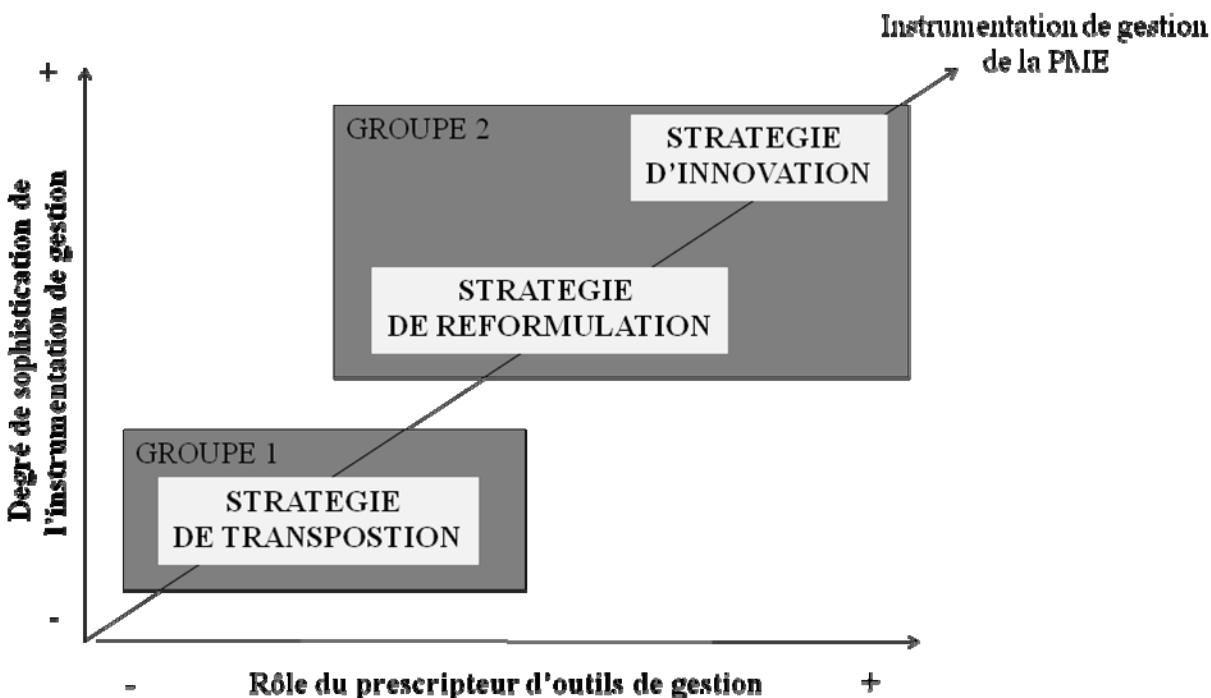 Instrumentation de gestion
de la PME
+
Degré de sophistication de
l'instrumentation de gestion
-
GROUPE 2
STRATEGIE
D'INNOVATION
STRATEGIE
DE REFORMULATION
GROUPE 1
STRATEGIE
DE TRANSPOSTION
-
Rôle du prescripteur d'outils de gestion
+